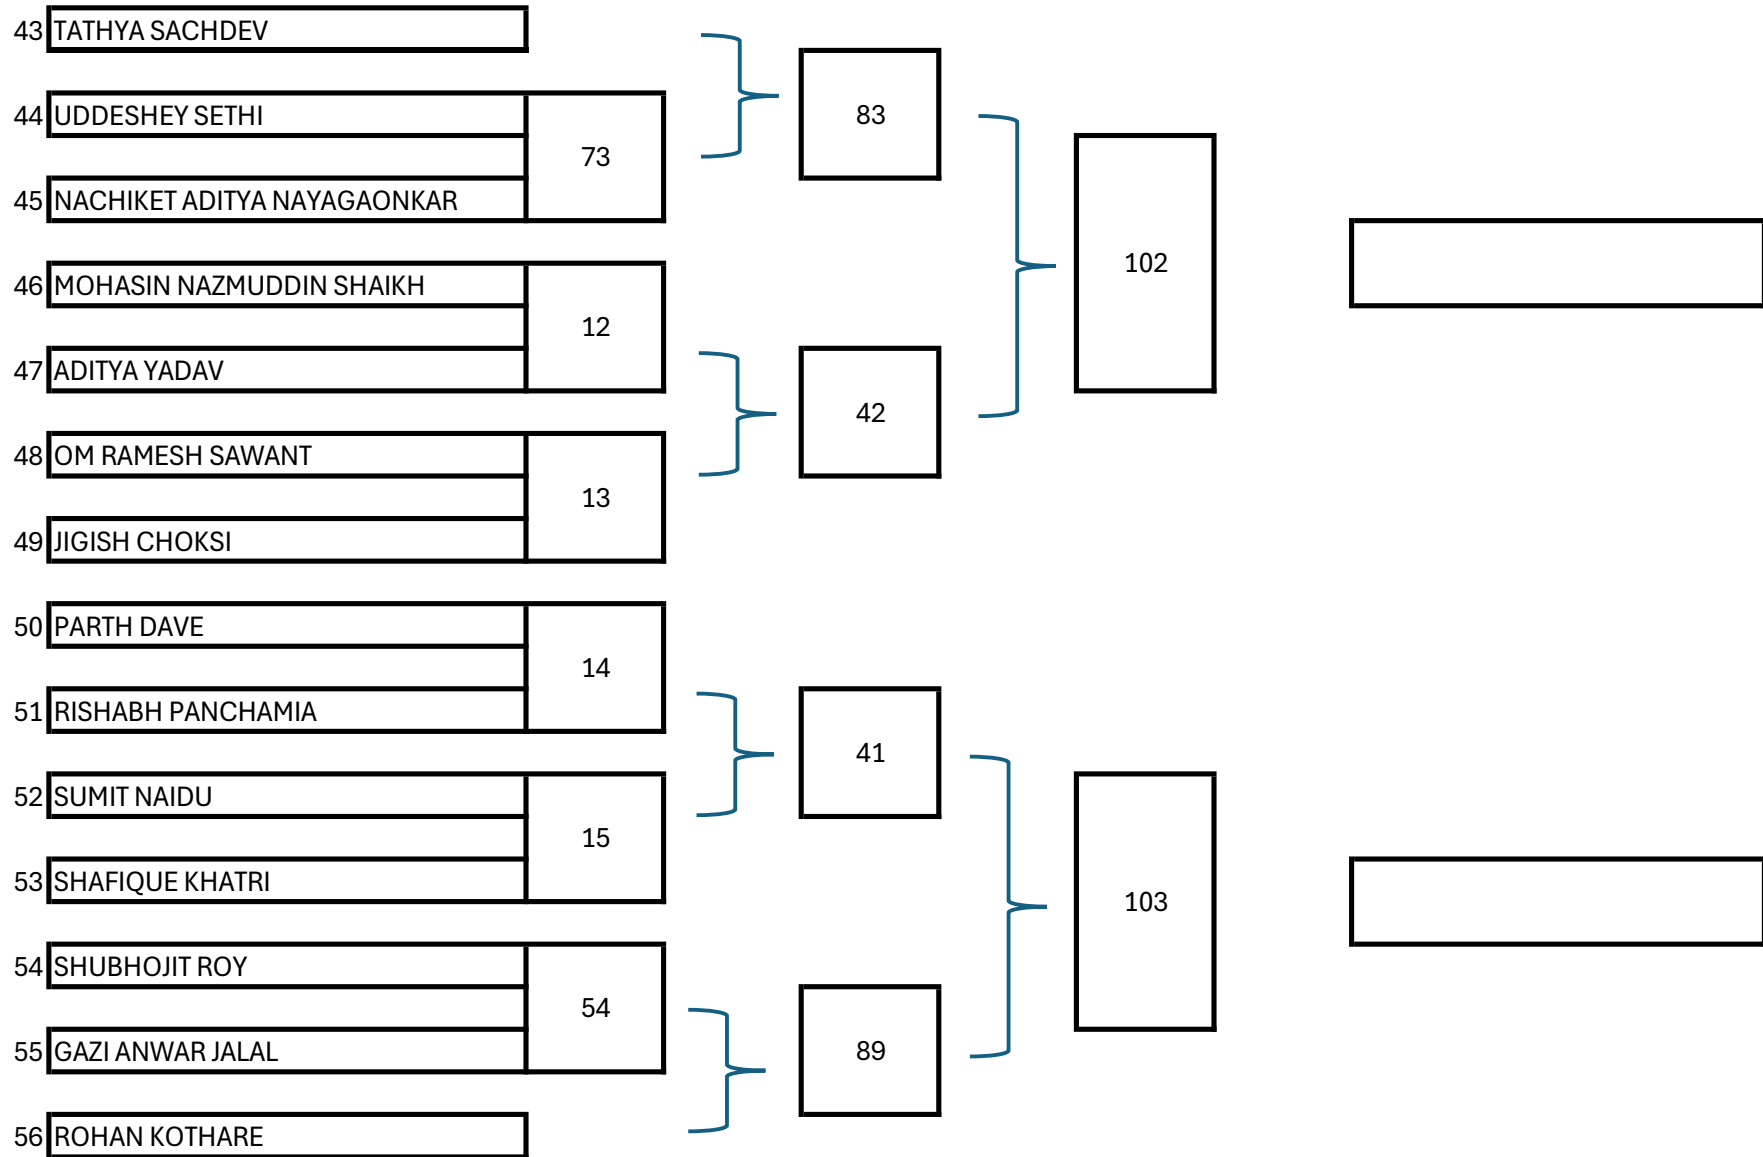 43 TATHYA SACHDEV
83
44 UDDESHEY SETHI
73
45 NACHIKET ADITYA NAYAGAONKAR
102
46 MOHASIN NAZMUDDIN SHAIKH
12
47 ADITYA YADAV
42
48 OM RAMESH SAWANT
13
49 JIGISH CHOKSI
50 PARTH DAVE
14
51 RISHABH PANCHAMIA
41
52 SUMIT NAIDU
15
53 SHAFIQUE KHATRI
103
54 SHUBHOJIT ROY
54
55 GAZI ANWAR JALAL
89
56 ROHAN KOTHARE